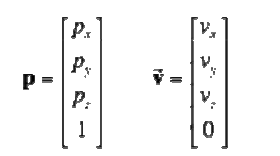 p = [p_x p_y p_z 1] v⃗ = [v_x v_y v_z 0]